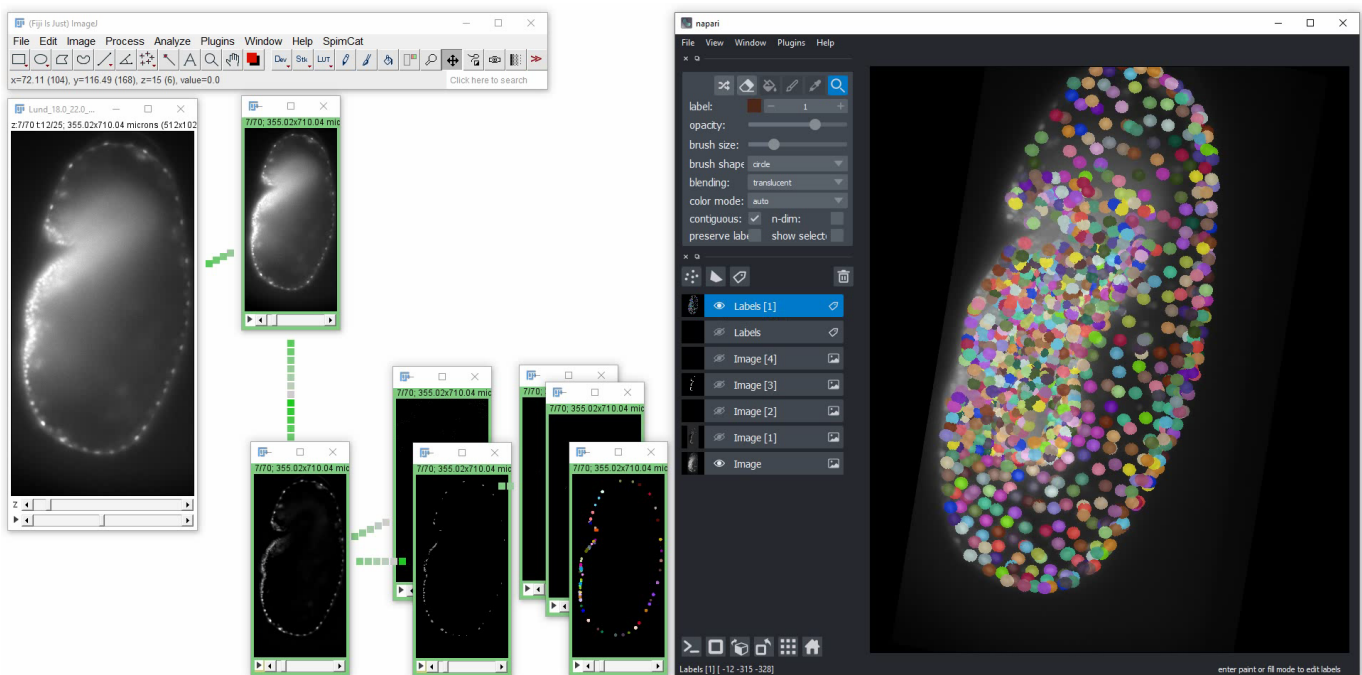 (Fiji Is Just) ImageJ
File Edit Image Process Analyze Plugins Window Help SpimCat
Dev Stk LUT
x=72.11 (104), y=116.49 (168), z=15 (6), value=0.0
Click here to search
Lund_18.0_22.0_...
z:7/70 t:12/25; 355.02x710.04 microns (512x102
z
7/70; 355.02x710.04 mic
7/70; 355.02x710.04 mic
7/70; 355.02x710.04 mic
7/70;
7/70; 355.02x710.04 mic
7/70; 355.02x710.04 mic
7/70; 355.02x710.04 mic
napari
File View Window Plugins Help
label: 1
opacity:
brush size:
brush shape circle
blending: translucent
color mode: auto
contiguous: n-dim:
preserve labe show selecte
Labels [1]
Labels
Image [4]
Image [3]
Image [2]
Image [1]
Image
Labels [1] [ -12 -315 -328]
enter paint or fill mode to edit labels